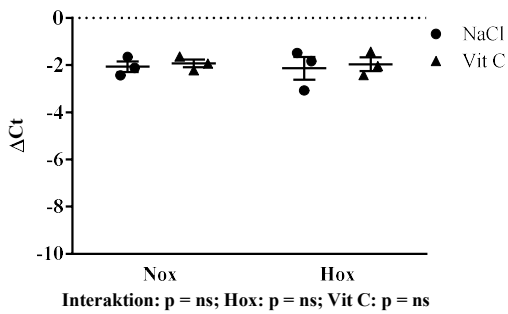 0
-2
-4
-6
-8
-10
ΔCt
NaCl
Vit C
Nox Hox
Interaktion: p = ns; Hox: p = ns; Vit C: p = ns